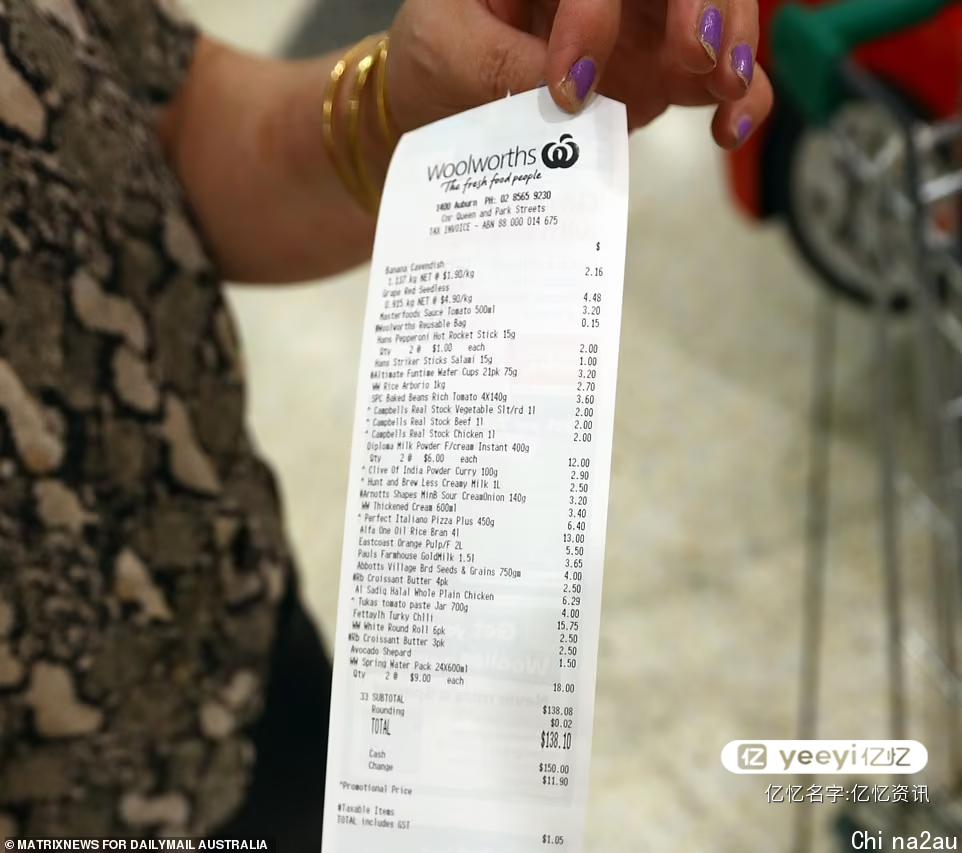 woolworths
The fresh food people
1400 Auburn PH: 02 8565 9230
Cnr Queen and Park Streets
TAX INVOICE - ABN 88 000 014 675
$
Banana Cavendish
1.137 kg NET @ $1.90/kg 2.16
Grape Red Seedless
0.915 kg NET @ $4.90/kg 4.48
Masterfoods Sauce Tomato 500ml 3.20
#Woolworths Reusable Bag 0.15
Hans Pepperoni Hot Rocket Stick 15g
Qty 2 @ $1.00 each 2.00
Hans Striker Sticks Salami 15g 1.00
#Altimate Funtime Wafer Cups 21pk 75g 3.20
WW Rice Arborio 1kg 2.70
SPC Baked Beans Rich Tomato 4X140g 3.60
^ Campbells Real Stock Vegetable Slt/rd 1l 2.00
^ Campbells Real Stock Beef 1l 2.00
^ Campbells Real Stock Chicken 1l 2.00
Diploma Milk Powder F/cream Instant 400g
Qty 2 @ $6.00 each 12.00
^ Clive Of India Powder Curry 100g 2.90
^ Hunt and Brew Less Creamy Milk 1L 2.50
#Arnotts Shapes MinB Sour CreamOnion 140g 3.20
WW Thickened Cream 600ml 3.40
^ Perfect Italiano Pizza Plus 450g 6.40
Alfa One Oil Rice Bran 4l 13.00
Eastcoast Orange Pulp/F 2L 5.50
Pauls Farmhouse GoldMilk 1.5l 3.65
Abbotts Village Brd Seeds & Grains 750gm 4.00
#Rb Croissant Butter 4pk 2.50
Al Sadiq Halal Whole Plain Chicken 6.29
^ Tukas tomato paste Jar 700g 4.00
Fettaylh Turky Chlli 15.75
WW White Round Roll 6pk 2.50
#Rb Croissant Butter 3pk 2.50
Avocado Shepard 1.50
WW Spring Water Pack 24X600ml
Qty 2 @ $9.00 each 18.00
33 SUBTOTAL $138.08
Rounding $0.02
TOTAL $138.10
Cash $150.00
Change $11.90
^Promotional Price
#Taxable Items
TOTAL includes GST $1.05
亿 yeeyi亿忆
亿忆名字:亿忆资讯
© MATRIXNEWS FOR DAILYMAIL AUSTRALIA
Chi na2au